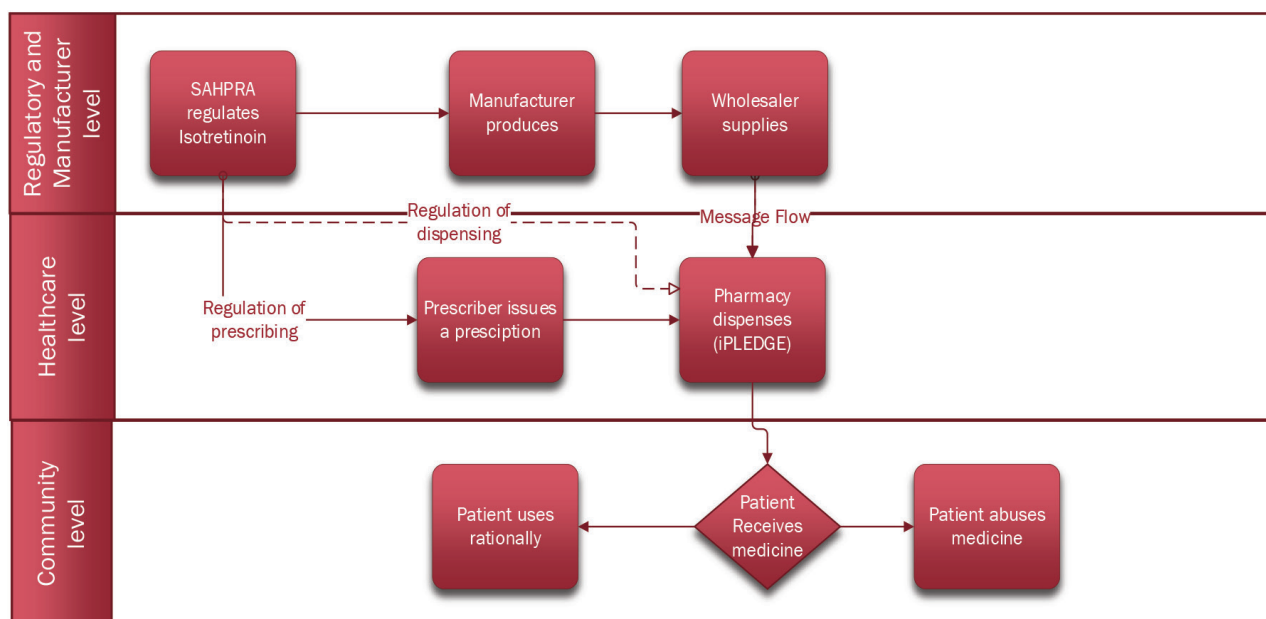 Regulatory and
Manufacturer
level
SAHPRA
regulates
Isotretinoin
Manufacturer
produces
Wholesaler
supplies
Regulation of
dispensing
Message Flow
Healthcare
level
Regulation of
prescribing
Prescriber issues
a presciption
Pharmacy
dispenses
(iPLEDGE)
Community
level
Patient uses
rationally
Patient
Receives
medicine
Patient abuses
medicine